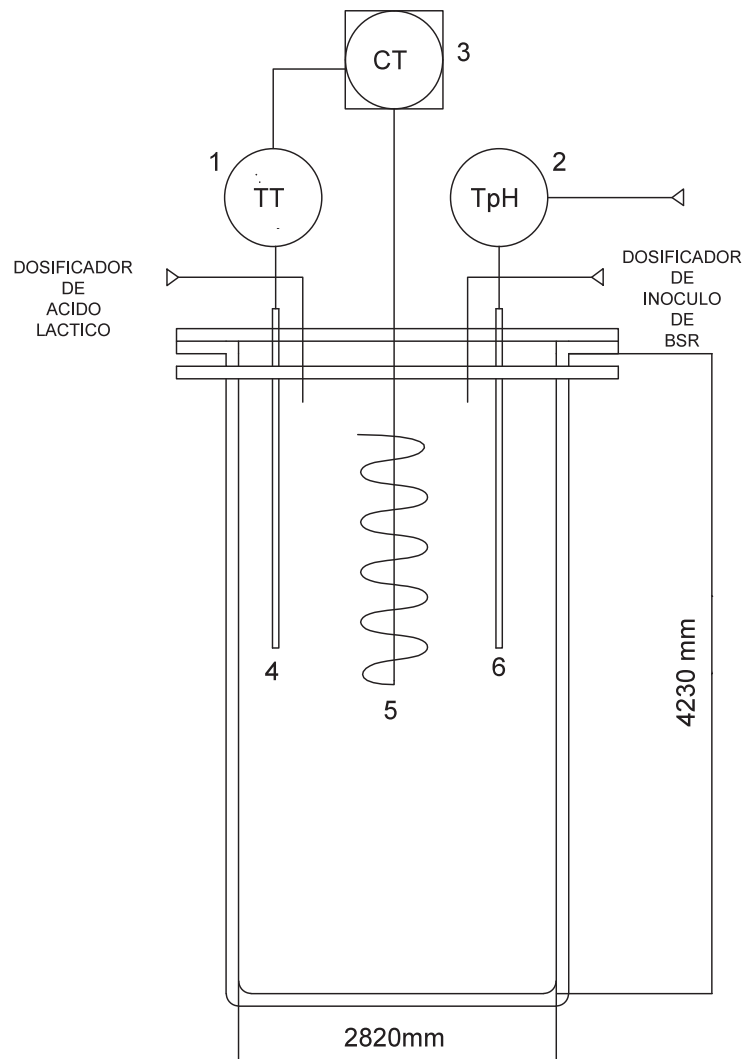 CT
3
1
TT
TpH
2
DOSIFICADOR
DE
ACIDO
LACTICO
DOSIFICADOR
DE
INOCULO
DE
BSR
4
5
6
4230 mm
2820mm